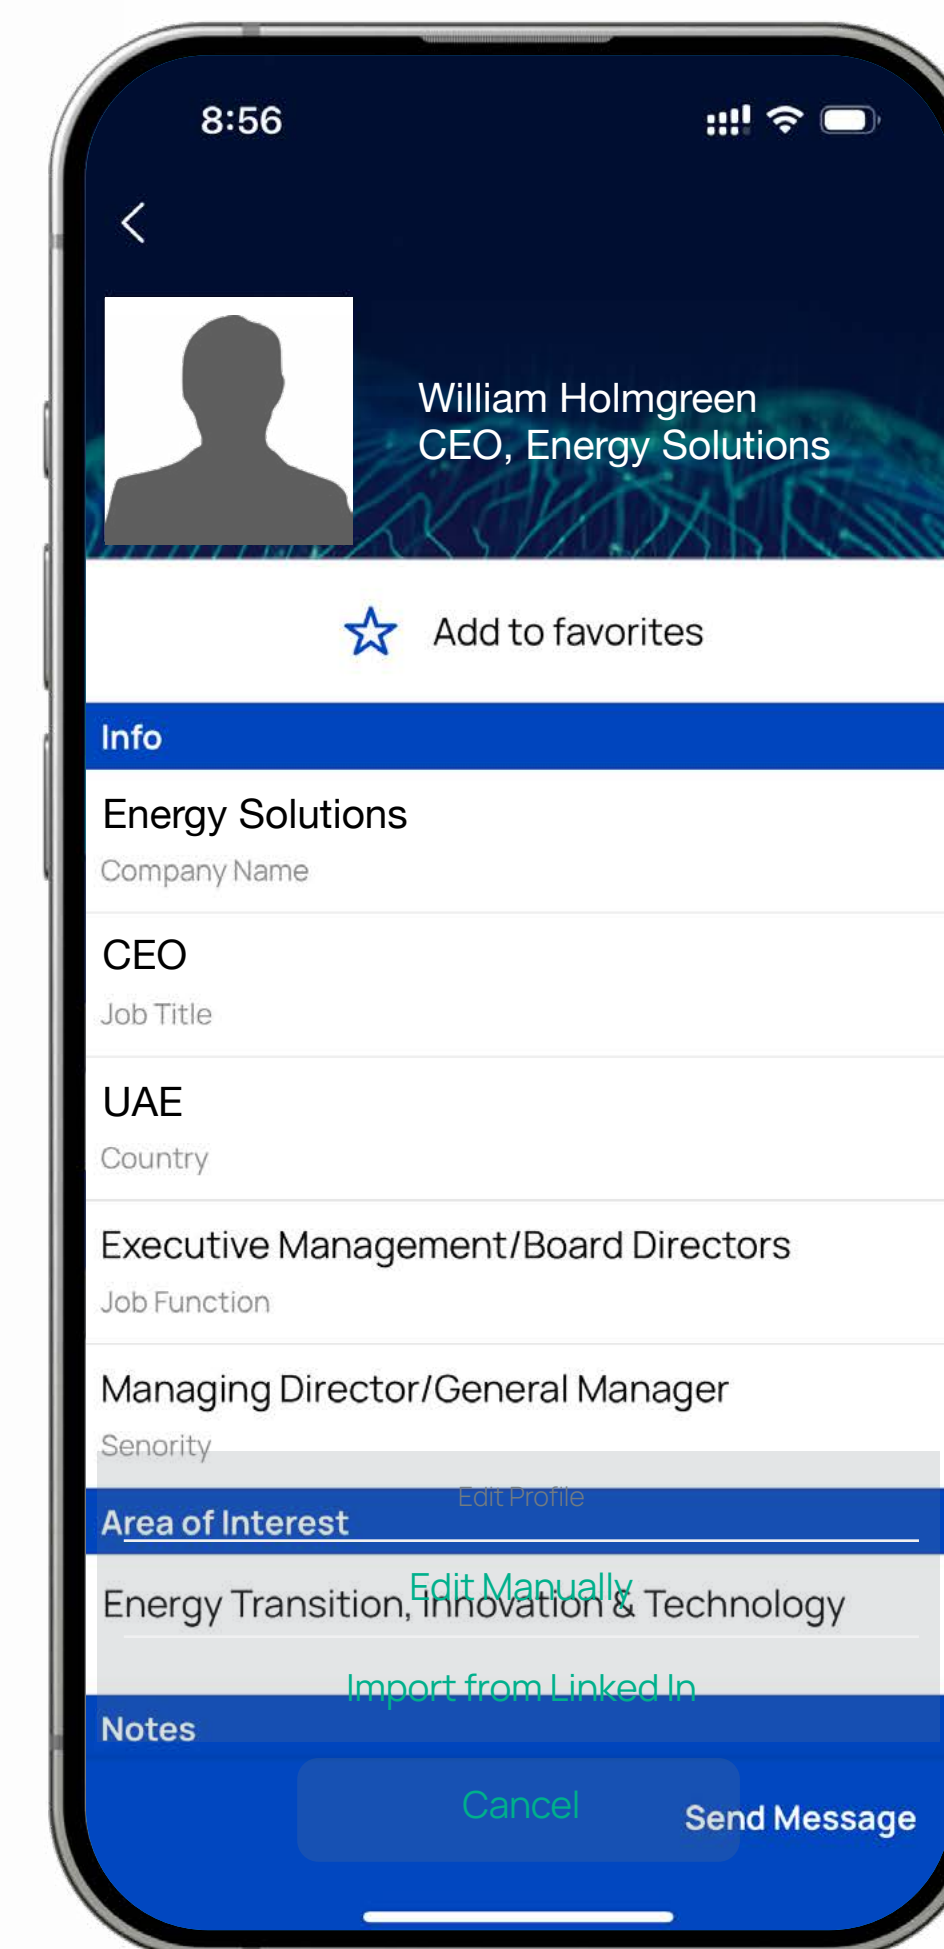 8:56
William Holmgreen
CEO, Energy Solutions
Add to favorites
Info
Energy Solutions
Company Name
CEO
Job Title
UAE
Country
Executive Management/Board Directors
Job Function
Managing Director/General Manager
Senority
Edit Profile
Area of Interest
Edit Manually
Energy Transition, Innovation & Technology
Import from Linked In
Notes
Cancel
Send Message